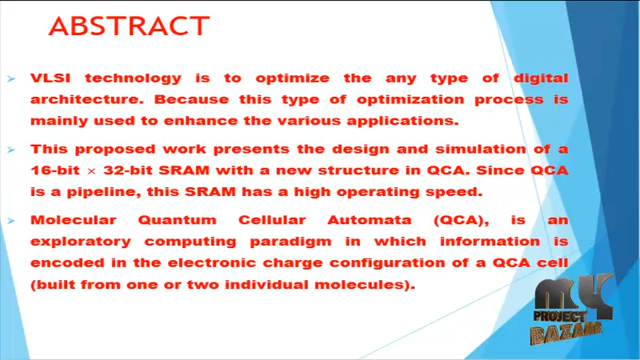 ABSTRACT
VLSI technology is to optimize the any type of digital
architecture. Because this type of optimization process is
mainly used to enhance the various applications.
This proposed work presents the design and simulation of a
16-bit × 32-bit SRAM with a new structure in QCA. Since QCA
is a pipeline, this SRAM has a high operating speed.
Molecular Quantum Cellular Automata (QCA), is an
exploratory computing paradigm in which information is
encoded in the electronic charge configuration of a QCA cell
(built from one or two individual molecules).
MY
PROJECT
BAZAAR